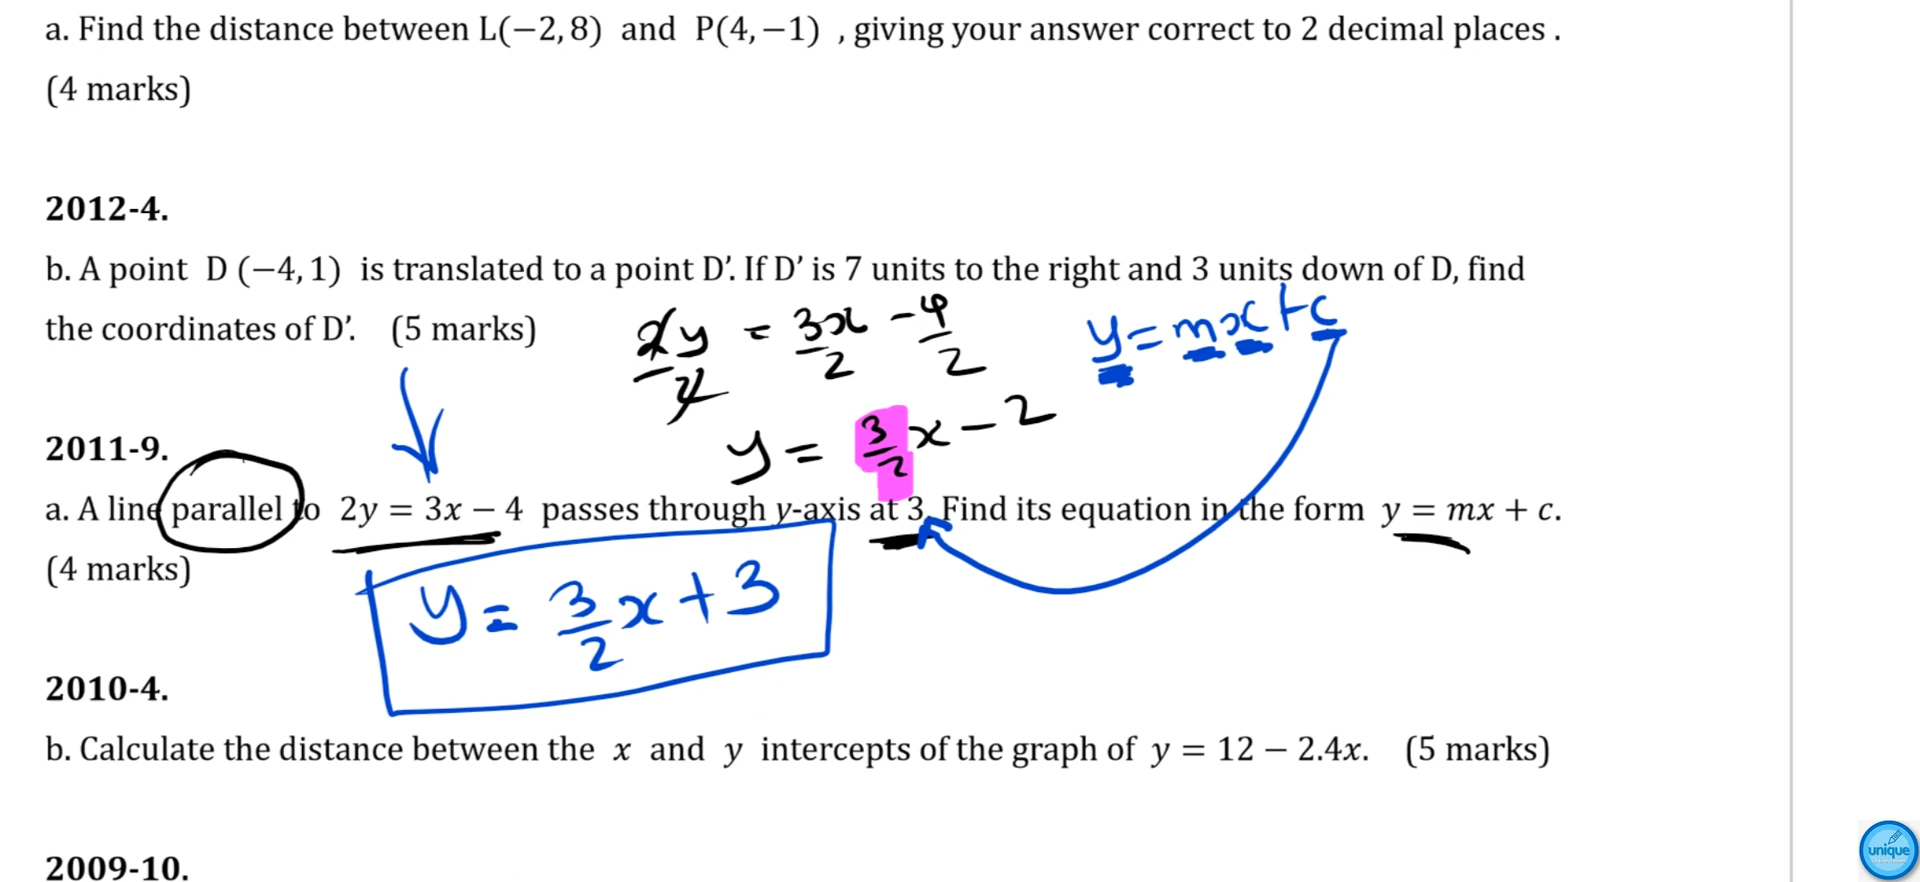 a. Find the distance between L(−2, 8) and P(4, −1) , giving your answer correct to 2 decimal places .
(4 marks)
2012-4.
b. A point D (−4, 1) is translated to a point D’. If D’ is 7 units to the right and 3 units down of D, find
the coordinates of D’. (5 marks)
2y/2 = 3x/2 − 4/2
y = mx + c
y = 3/2 x − 2
2011-9.
a. A line parallel to 2y = 3x − 4 passes through y-axis at 3. Find its equation in the form y = mx + c.
(4 marks)
y = 3/2 x + 3
2010-4.
b. Calculate the distance between the x and y intercepts of the graph of y = 12 − 2.4x. (5 marks)
2009-10.
unique